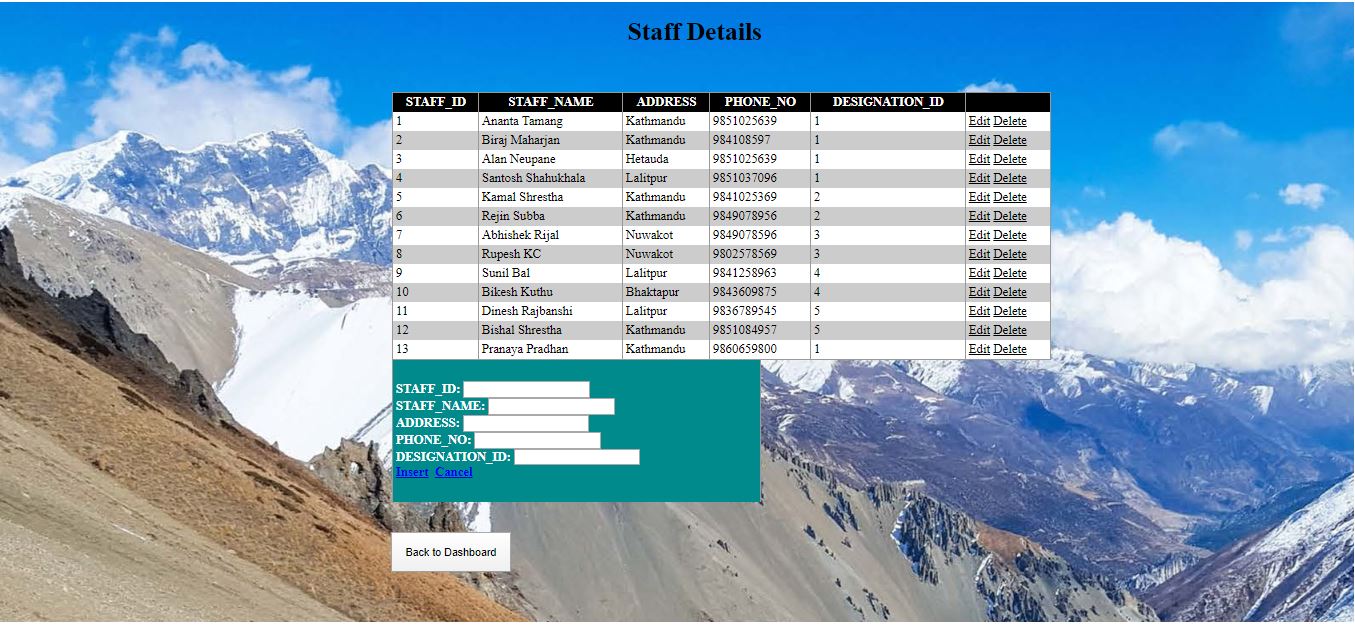 Staff Details
STAFF_ID STAFF_NAME ADDRESS PHONE_NO DESIGNATION_ID
1 Ananta Tamang Kathmandu 9851025639 1 Edit Delete
2 Biraj Maharjan Kathmandu 984108597 1 Edit Delete
3 Alan Neupane Hetauda 9851025639 1 Edit Delete
4 Santosh Shahukhala Lalitpur 9851037096 1 Edit Delete
5 Kamal Shrestha Kathmandu 9841025369 2 Edit Delete
6 Rejin Subba Kathmandu 9849078956 2 Edit Delete
7 Abhishek Rijal Nuwakot 9849078596 3 Edit Delete
8 Rupesh KC Nuwakot 9802578569 3 Edit Delete
9 Sunil Bal Lalitpur 9841258963 4 Edit Delete
10 Bikesh Kuthu Bhaktapur 9843609875 4 Edit Delete
11 Dinesh Rajbanshi Lalitpur 9836789545 5 Edit Delete
12 Bishal Shrestha Kathmandu 9851084957 5 Edit Delete
13 Pranaya Pradhan Kathmandu 9860659800 1 Edit Delete
STAFF_ID:
STAFF_NAME:
ADDRESS:
PHONE_NO:
DESIGNATION_ID:
Insert Cancel
Back to Dashboard